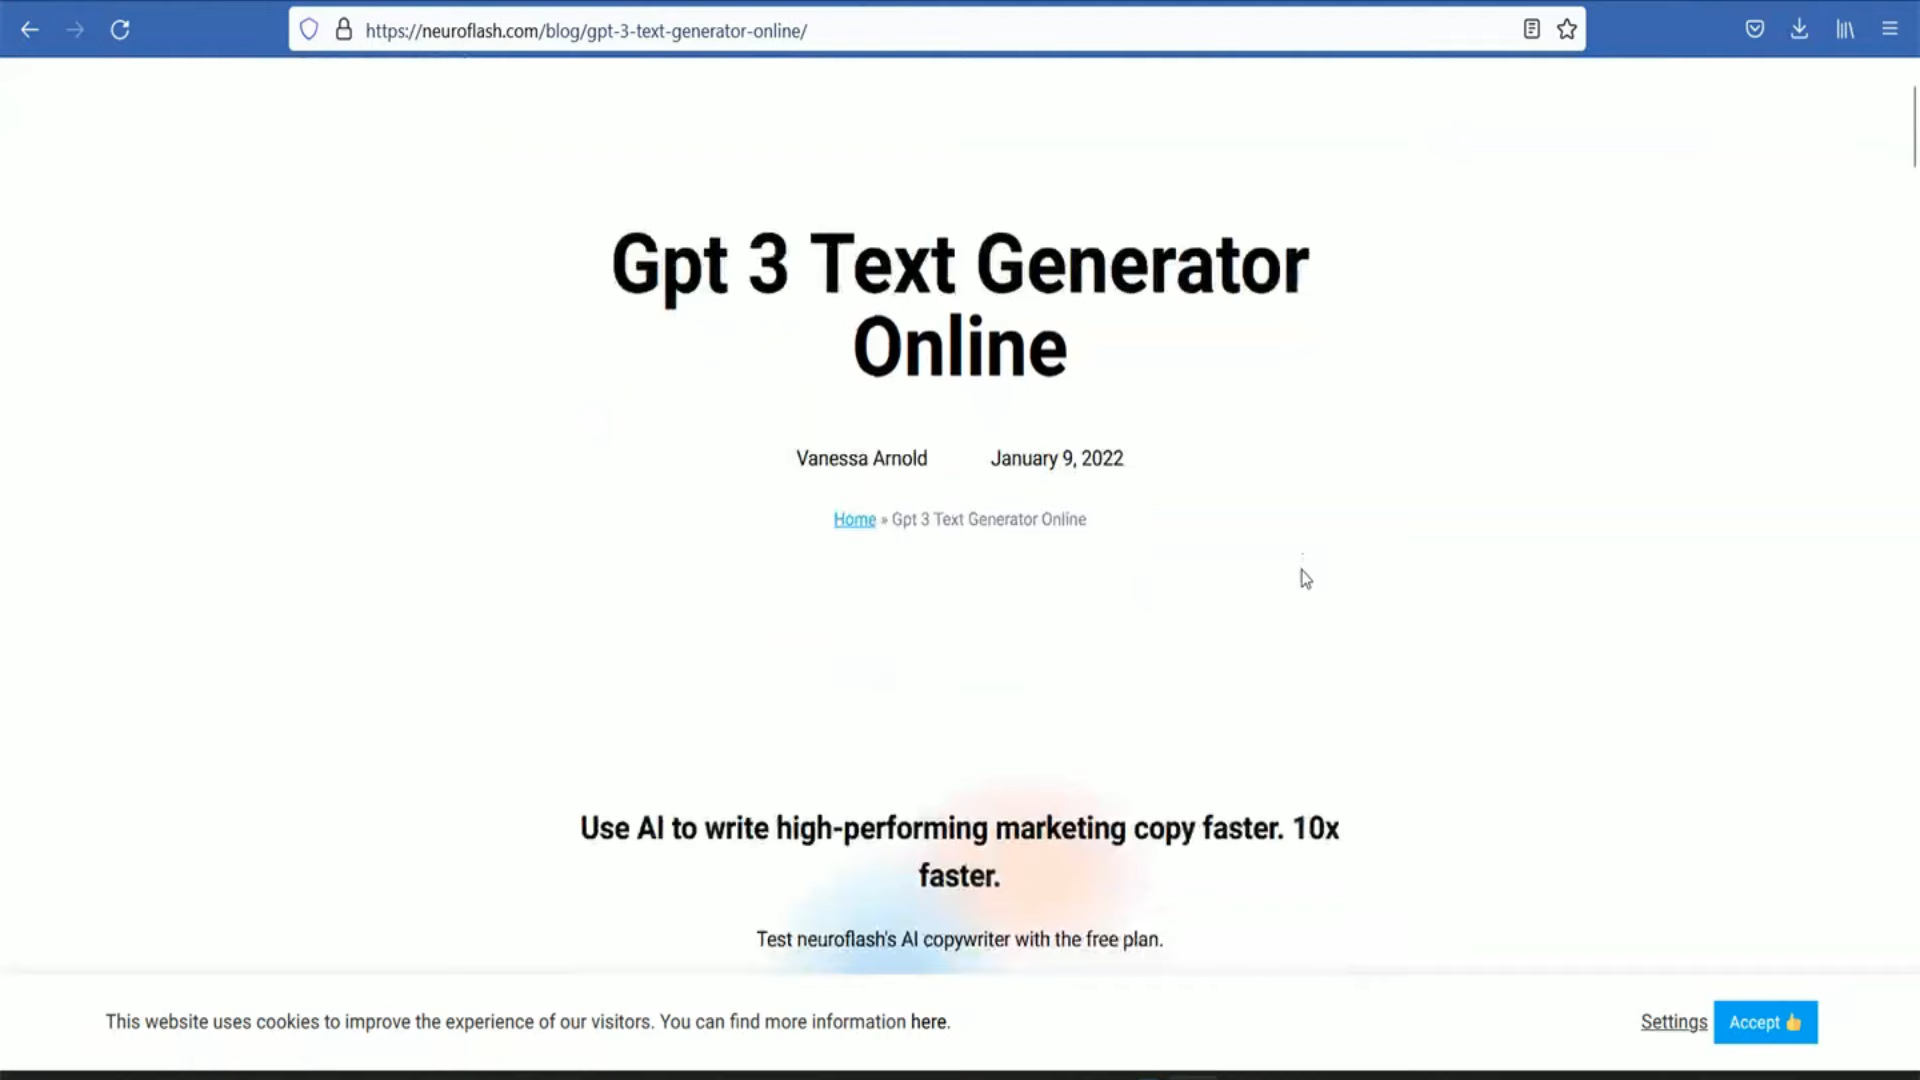 https://neuroflash.com/blog/gpt-3-text-generator-online/
Gpt 3 Text Generator
Online
Vanessa Arnold January 9, 2022
Home » Gpt 3 Text Generator Online
Use AI to write high-performing marketing copy faster. 10x
faster.
Test neuroflash's AI copywriter with the free plan.
This website uses cookies to improve the experience of our visitors. You can find more information here.
Settings Accept 👍